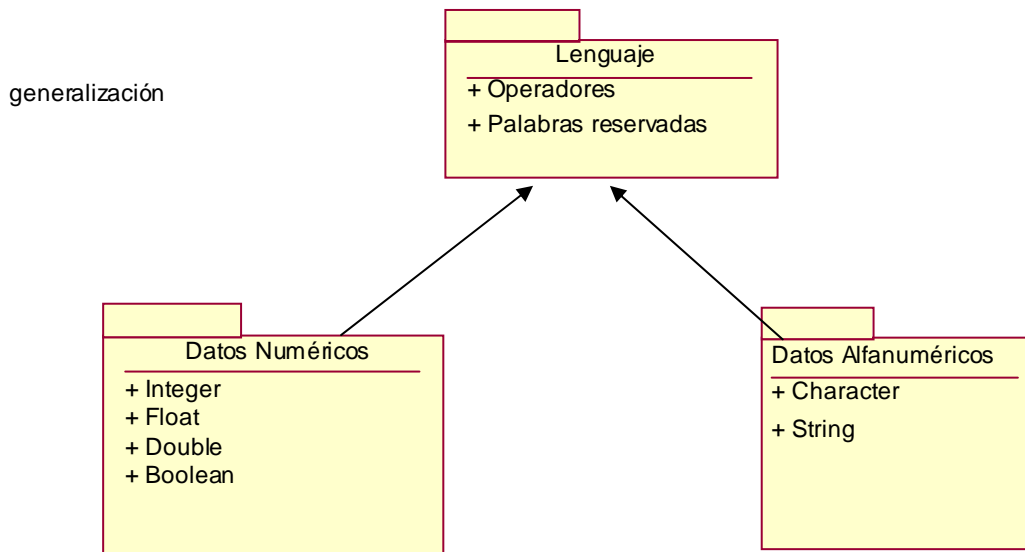 Lenguaje
+ Operadores
+ Palabras reservadas
generalización
Datos Numéricos
+ Integer
+ Float
+ Double
+ Boolean
Datos Alfanuméricos
+ Character
+ String